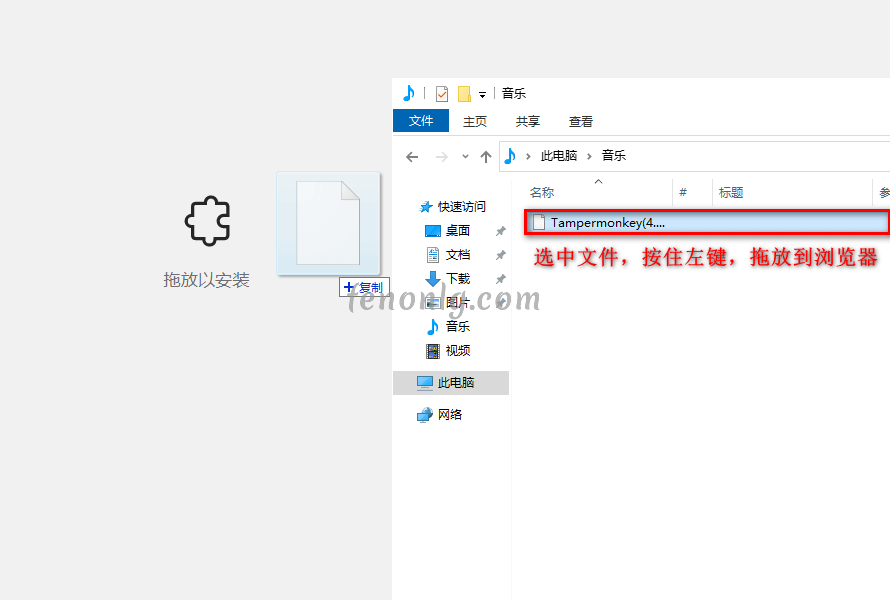 音乐
文件 主页 共享 查看
此电脑 音乐
名称 # 标题 参
快速访问
Tampermonkey(4....
桌面
选中文件，按住左键，拖放到浏览器
文档
拖放以安装
下载
复制
fenonlg.com
图片
音乐
视频
此电脑
网络